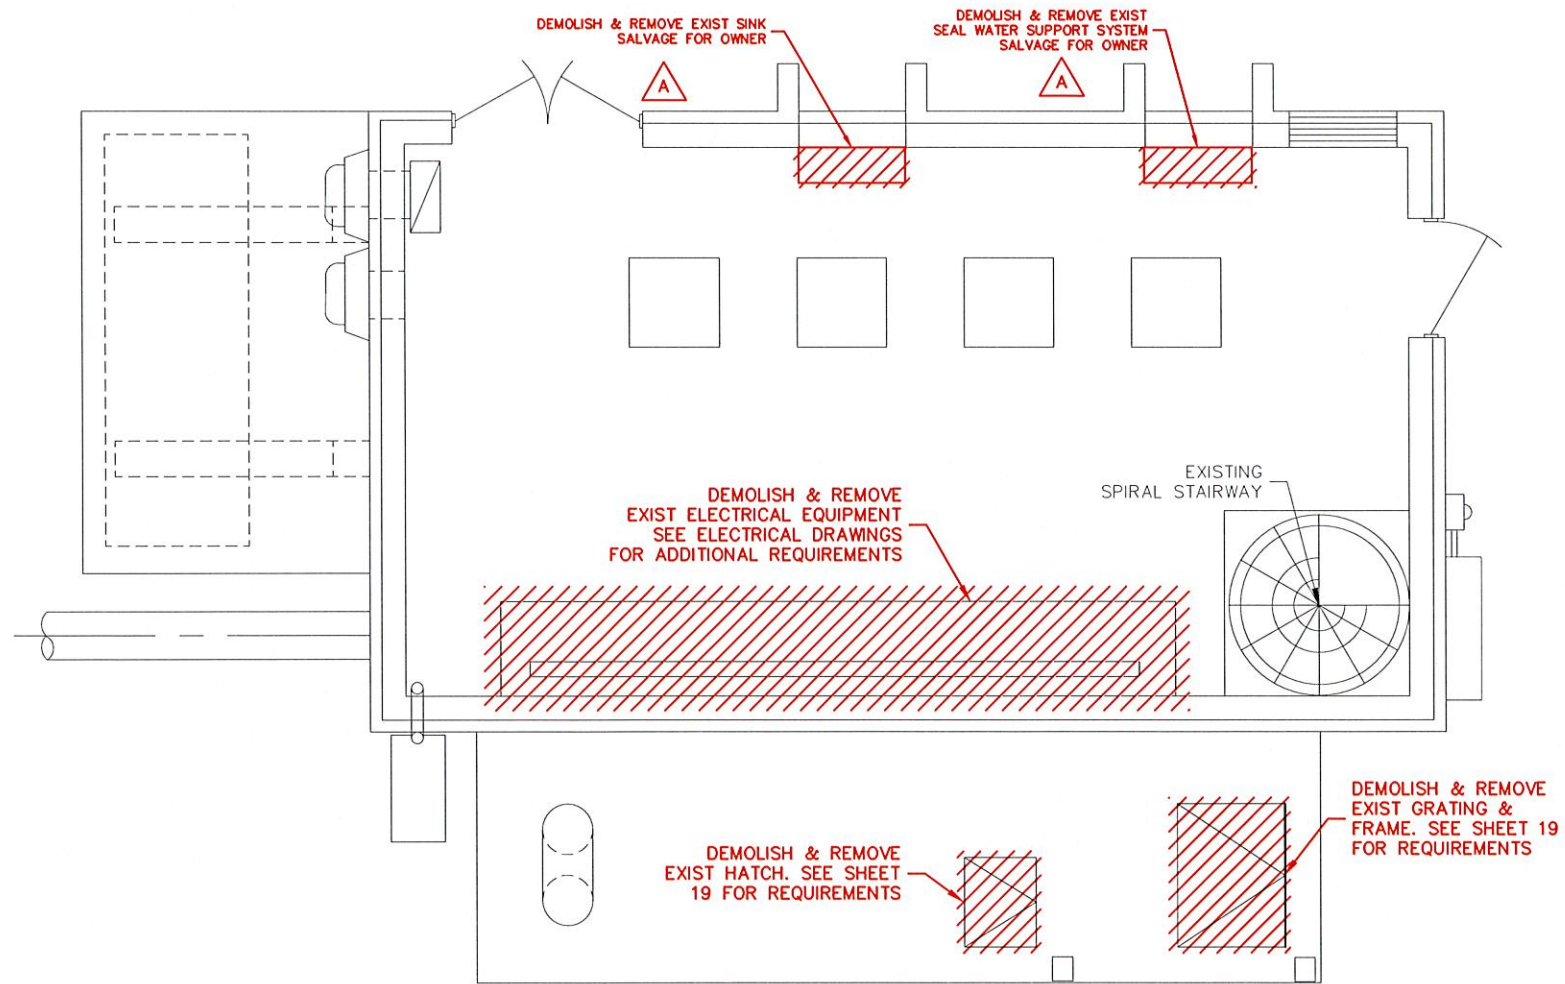 DEMOLISH & REMOVE EXIST SINK
SALVAGE FOR OWNER
A
DEMOLISH & REMOVE EXIST
SEAL WATER SUPPORT SYSTEM
SALVAGE FOR OWNER
A
EXISTING
SPIRAL STAIRWAY
DEMOLISH & REMOVE
EXIST ELECTRICAL EQUIPMENT
SEE ELECTRICAL DRAWINGS
FOR ADDITIONAL REQUIREMENTS
DEMOLISH & REMOVE
EXIST HATCH. SEE SHEET
19 FOR REQUIREMENTS
DEMOLISH & REMOVE
EXIST GRATING &
FRAME. SEE SHEET 19
FOR REQUIREMENTS